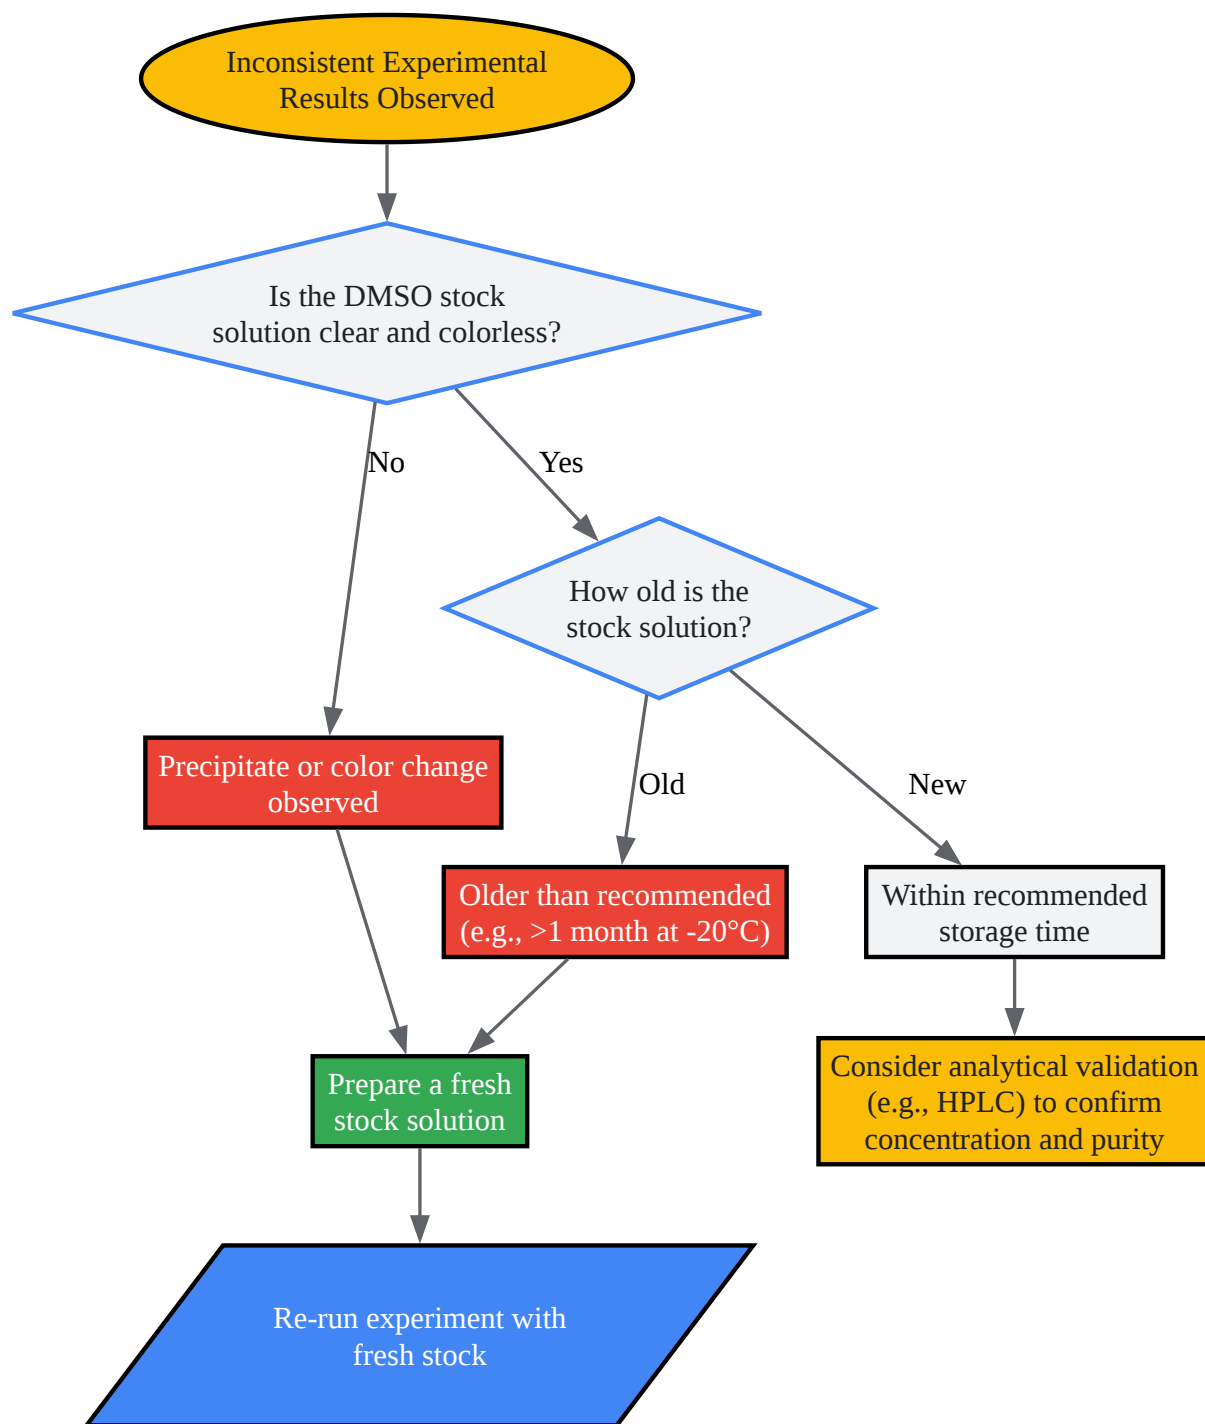 Inconsistent Experimental
Results Observed
Is the DMSO stock
solution clear and colorless?
No
Yes
How old is the
stock solution?
Precipitate or color change
observed
Old
New
Older than recommended
(e.g., >1 month at -20°C)
Within recommended
storage time
Prepare a fresh
stock solution
Consider analytical validation
(e.g., HPLC) to confirm
concentration and purity
Re-run experiment with
fresh stock